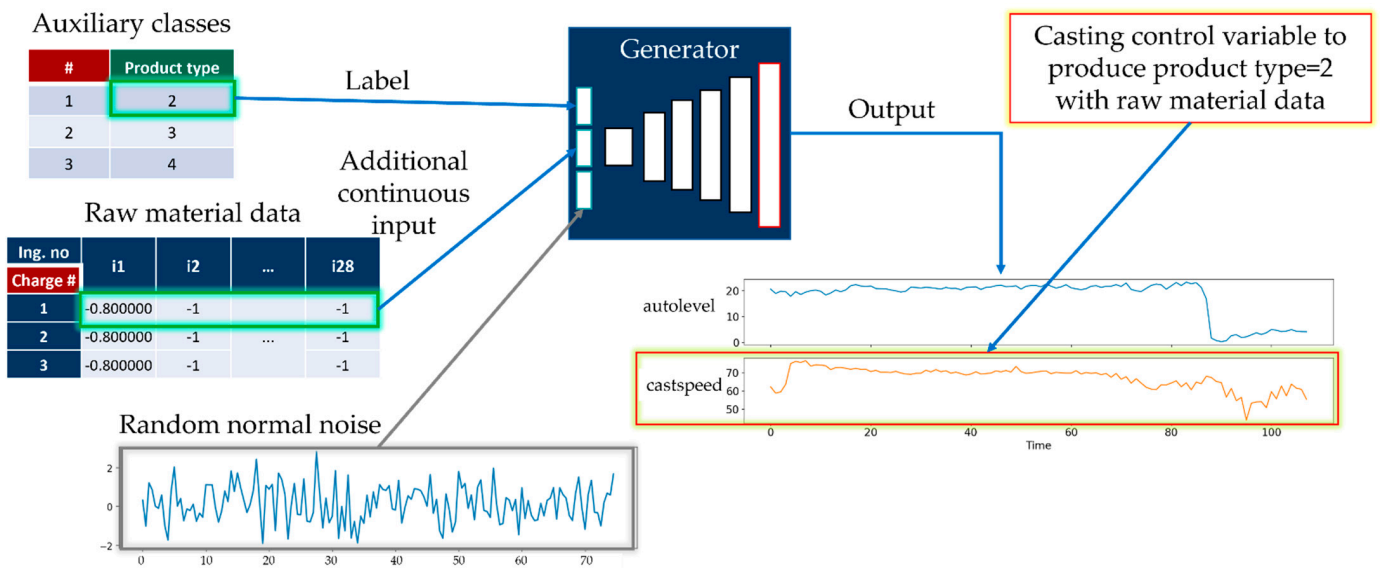 Auxiliary classes
# Product type
1 2
2 3
3 4
Label
Additional
continuous
input
Raw material data
Ing. no
Charge #
i1 i2 ... i28
1 -0.800000 -1 -1
2 -0.800000 -1 ... -1
3 -0.800000 -1 -1
Random normal noise
2
0
−2
0 10 20 30 40 50 60 70
Generator
Output
Casting control variable to
produce product type=2
with raw material data
autolevel
20
10
0
castspeed
70
60
50
0 20 40 60 80 100
Time